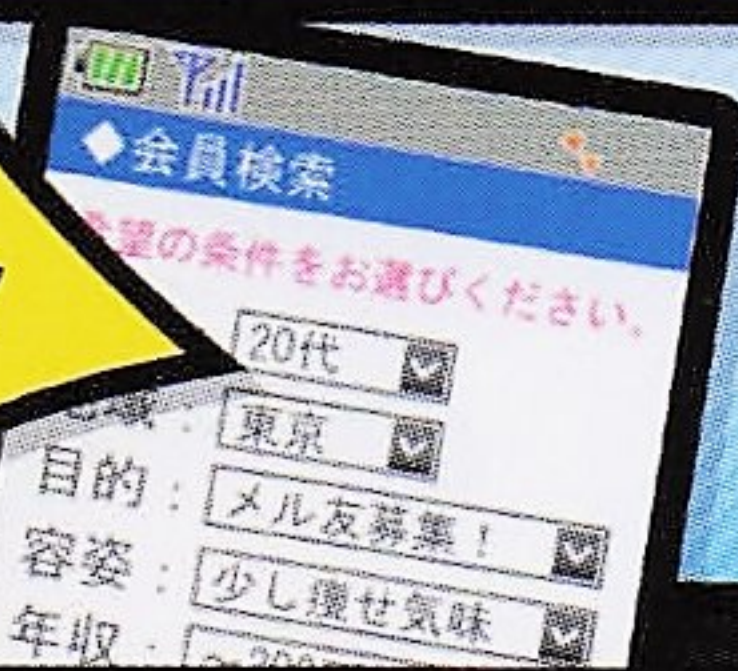 ◆会員検索
望の条件をお選びください。
20代
東京
目的：メル友募集！
容姿：少し痩せ気味
年収：